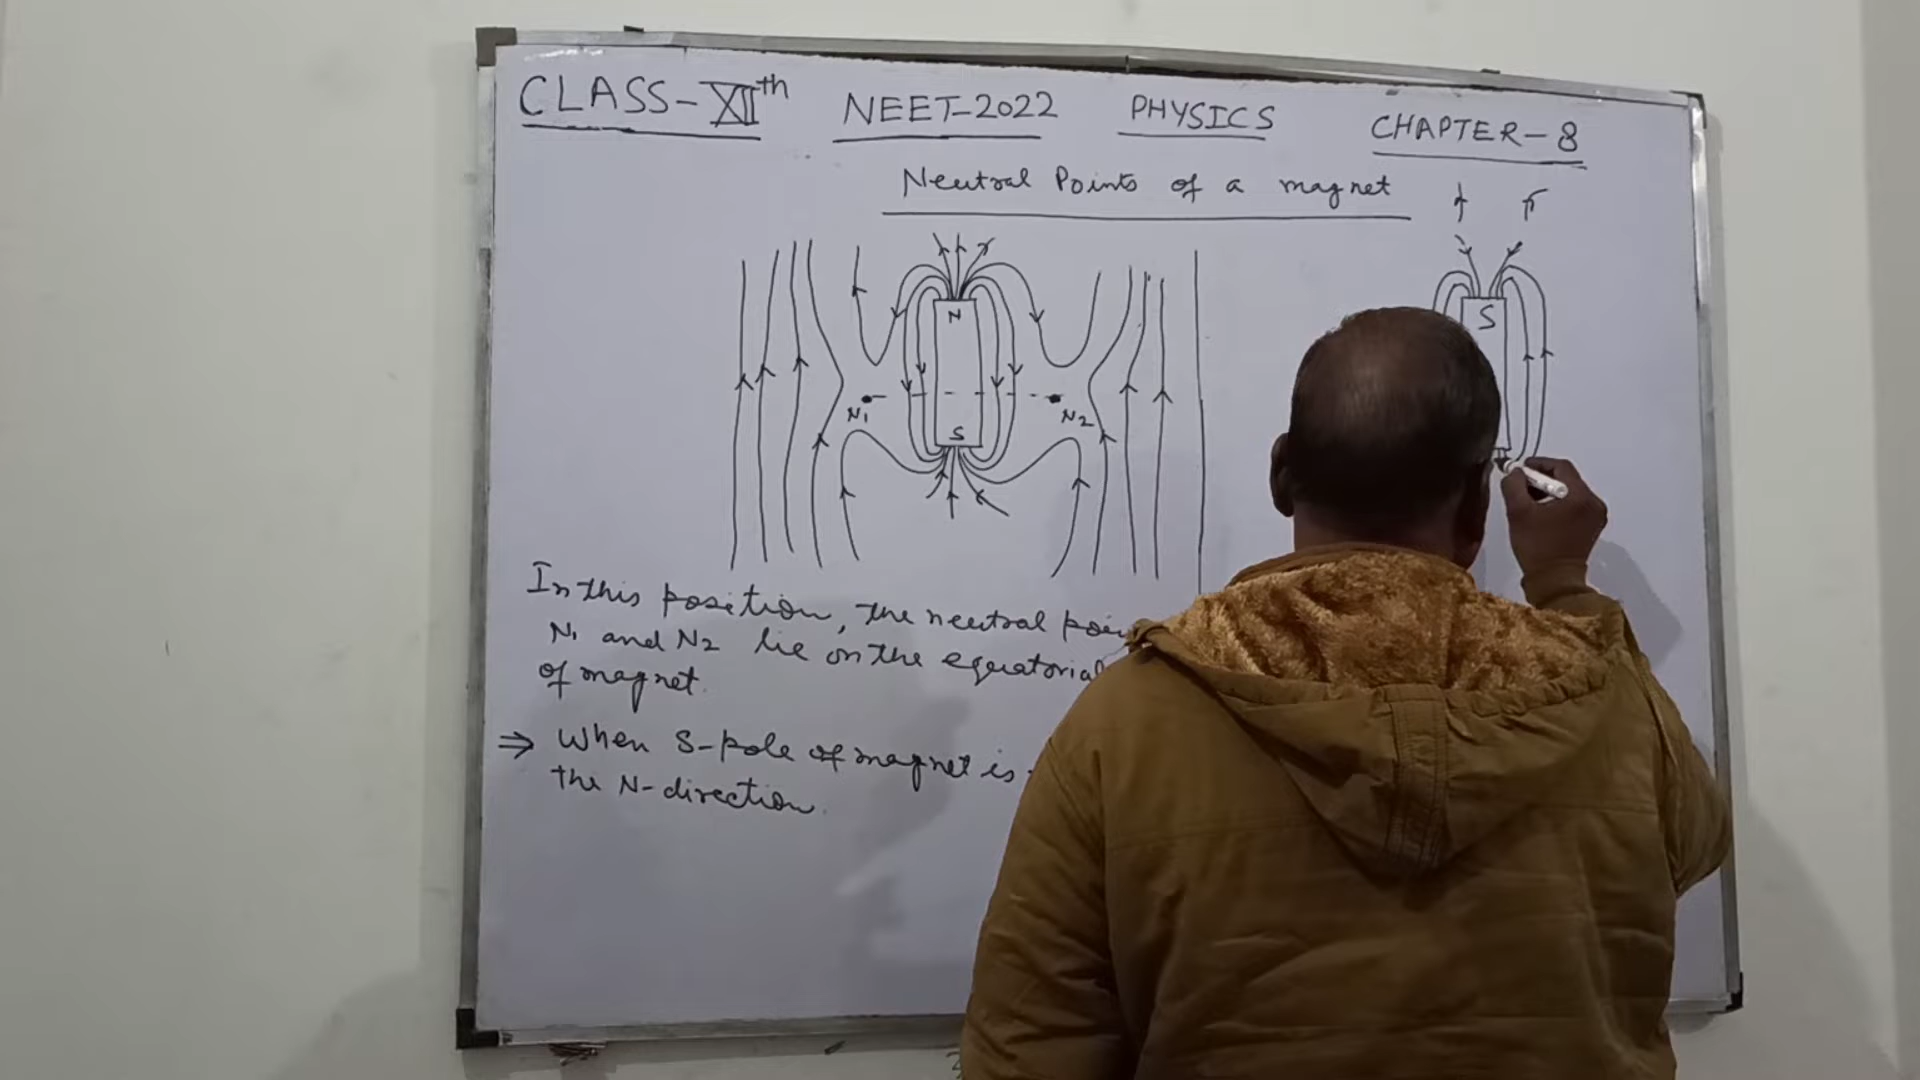 CLASS-XIIth NEET-2022 PHYSICS CHAPTER-8
Neutral Points of a magnet
N
S
N1
N2
S
In this position, the neutral
N1 and N2 lie on the equatorial
of magnet.
⇒ When S-pole of magnet is
the N-direction.